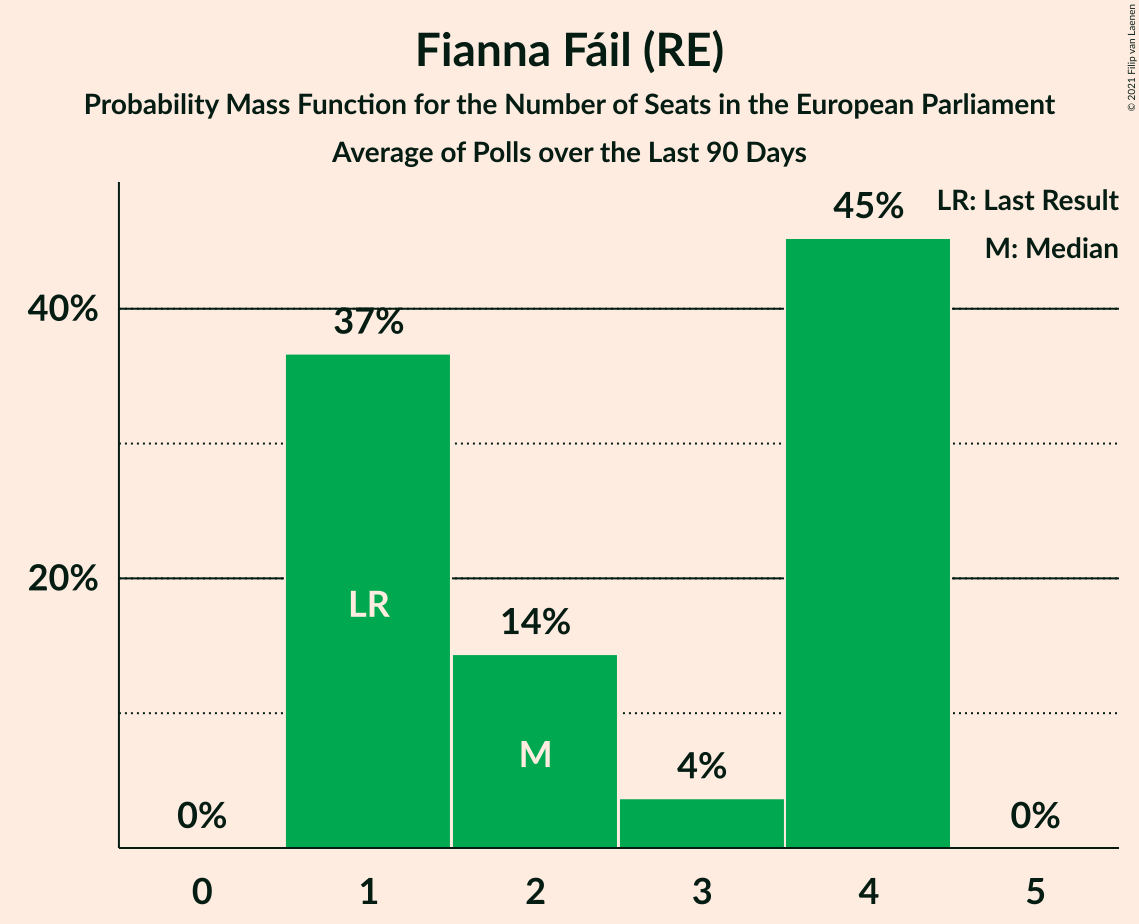 Fianna Fáil (RE)
Probability Mass Function for the Number of Seats in the European Parliament
Average of Polls over the Last 90 Days
© 2021 Filip van Laenen
LR: Last Result
M: Median
40%
20%
0%
37%
14%
4%
45%
0%
LR
M
0 1 2 3 4 5